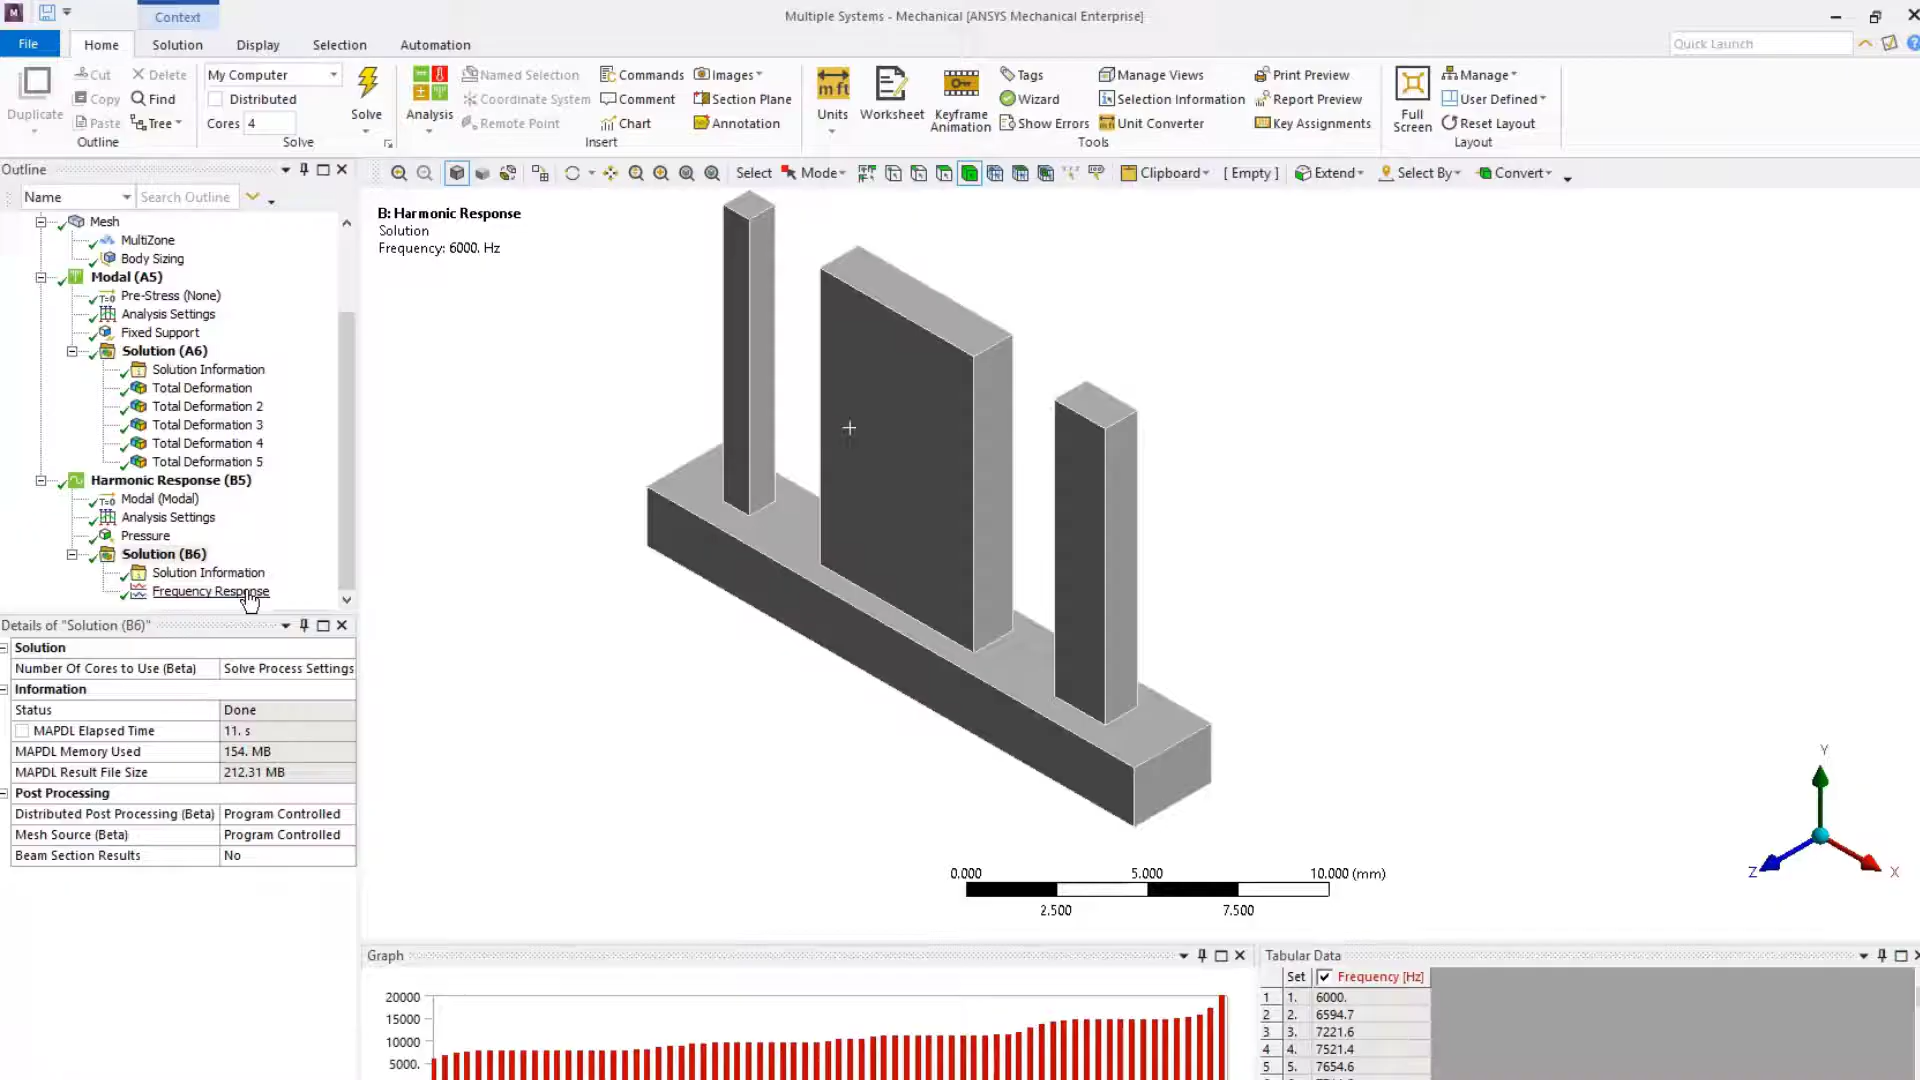 Context
Multiple Systems - Mechanical [ANSYS Mechanical Enterprise]
File
Home
Solution
Display
Selection
Automation
Quick Launch
Duplicate
Cut
Delete
Copy
Find
Paste
Tree
Outline
My Computer
Distributed
Cores 4
Solve
Solve
Analysis
Named Selection
Coordinate System
Remote Point
Commands
Comment
Chart
Images
Section Plane
Annotation
Insert
Units
Worksheet
Keyframe
Animation
Tags
Wizard
Show Errors
Manage Views
Selection Information
Unit Converter
Print Preview
Report Preview
Key Assignments
Tools
Full
Screen
Manage
User Defined
Reset Layout
Layout
Outline
Name
Search Outline
Select
Mode
Clipboard
[ Empty ]
Extend
Select By
Convert
Mesh
MultiZone
Body Sizing
Modal (A5)
Pre-Stress (None)
Analysis Settings
Fixed Support
Solution (A6)
Solution Information
Total Deformation
Total Deformation 2
Total Deformation 3
Total Deformation 4
Total Deformation 5
Harmonic Response (B5)
Modal (Modal)
Analysis Settings
Pressure
Solution (B6)
Solution Information
Frequency Response
Details of "Solution (B6)"
Solution
Number Of Cores to Use (Beta) Solve Process Settings
Information
Status Done
MAPDL Elapsed Time 11. s
MAPDL Memory Used 154. MB
MAPDL Result File Size 212.31 MB
Post Processing
Distributed Post Processing (Beta) Program Controlled
Mesh Source (Beta) Program Controlled
Beam Section Results No
B: Harmonic Response
Solution
Frequency: 6000. Hz
0.000 5.000 10.000 (mm)
2.500 7.500
Y
Z
X
Graph
20000
15000
10000
5000.
Tabular Data
Set Frequency [Hz]
1 1. 6000.
2 2. 6594.7
3 3. 7221.6
4 4. 7521.4
5 5. 7654.6